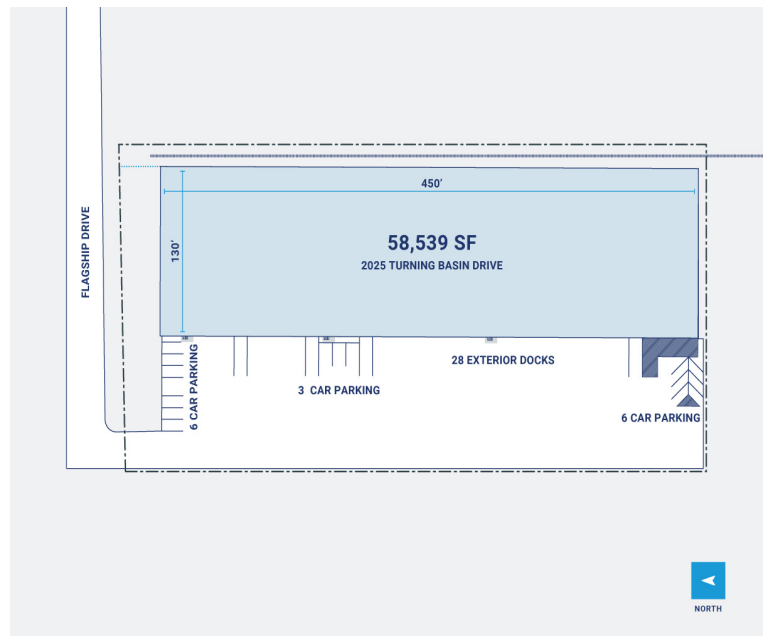 450’
130’
58,539 SF
2025 TURNING BASIN DRIVE
FLAGSHIP DRIVE
6 CAR PARKING
3 CAR PARKING
28 EXTERIOR DOCKS
6 CAR PARKING
NORTH